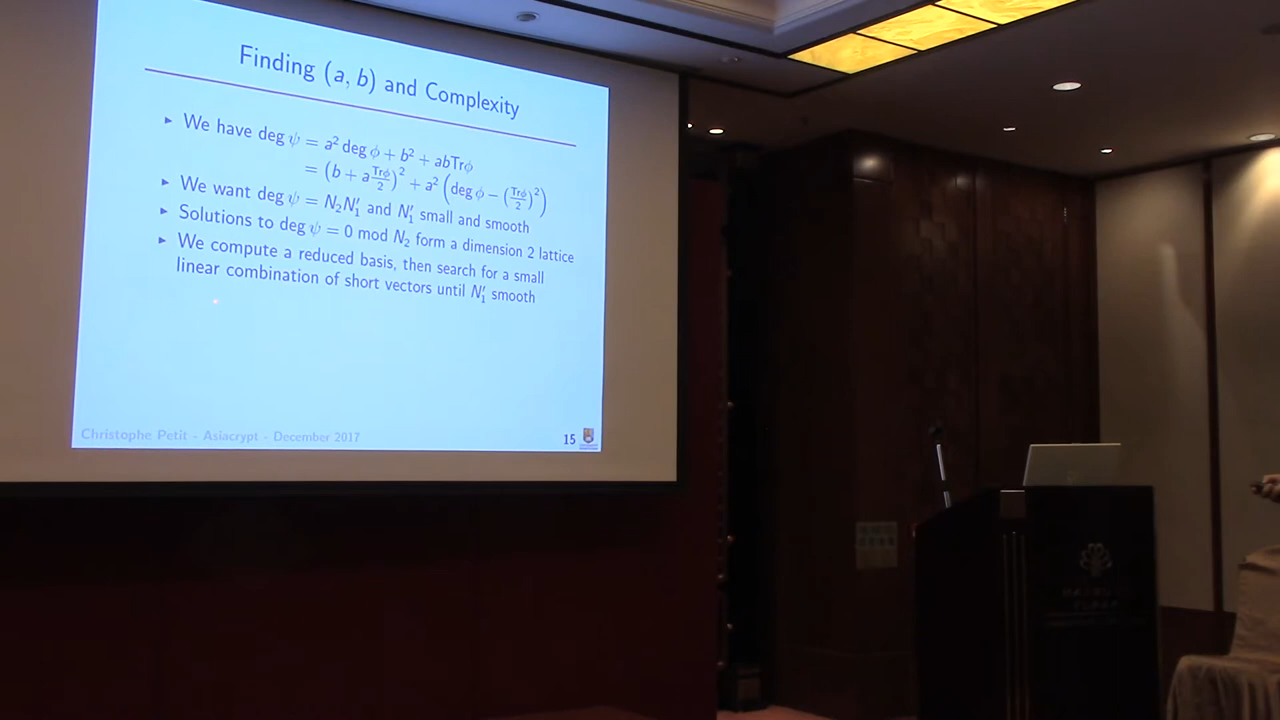 Finding (a, b) and Complexity
▸ We have deg ψ = a² deg ϕ + b² + abTrϕ
= (b + a Trϕ/2)² + a² (deg ϕ − (Trϕ/2)²)
▸ We want deg ψ = N₂N₁′ and N₁′ small and smooth
▸ Solutions to deg ψ = 0 mod N₂ form a dimension 2 lattice
▸ We compute a reduced basis, then search for a small
linear combination of short vectors until N₁′ smooth
Christophe Petit - Asiacrypt - December 2017
15